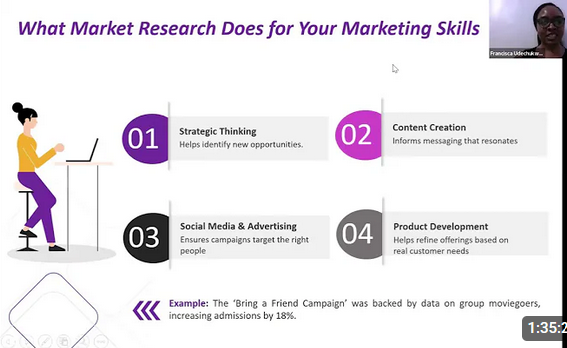 What Market Research Does for Your Marketing Skills
Francisca Udechukw...
01
Strategic Thinking
Helps identify new opportunities.
02
Content Creation
Informs messaging that resonates
03
Social Media & Advertising
Ensures campaigns target the right
people
04
Product Development
Helps refine offerings based on
real customer needs
Example: The ‘Bring a Friend Campaign’ was backed by data on group moviegoers,
increasing admissions by 18%.
1:35:2